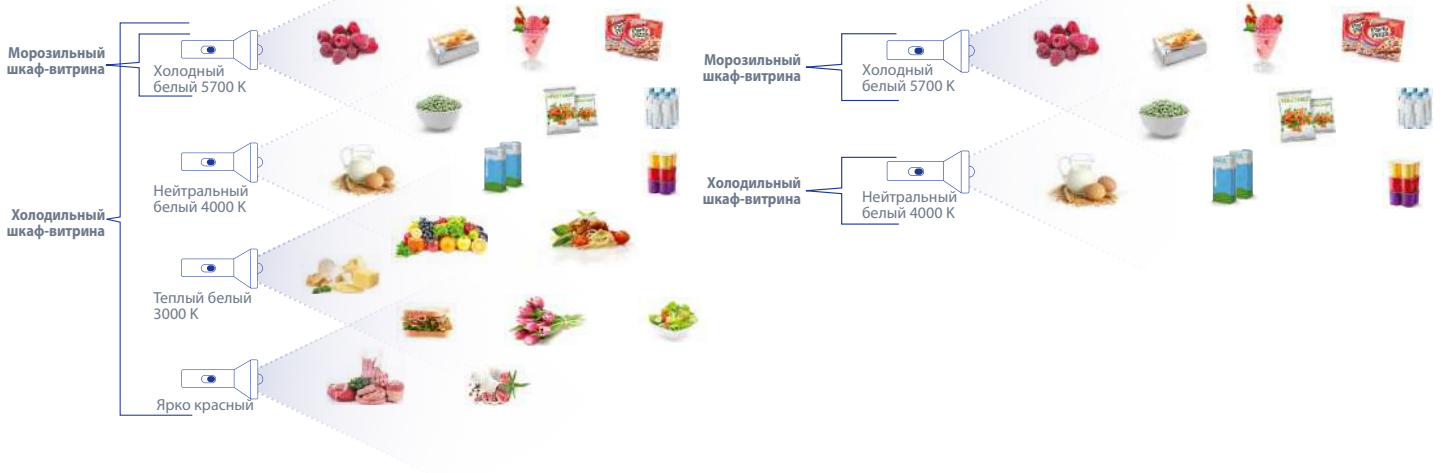 Морозильный
шкаф-витрина
Холодный
белый 5700 K
Нейтральный
белый 4000 K
Холодильный
шкаф-витрина
Теплый белый
3000 K
Ярко красный
Морозильный
шкаф-витрина
Холодный
белый 5700 K
Холодильный
шкаф-витрина
Нейтральный
белый 4000 K